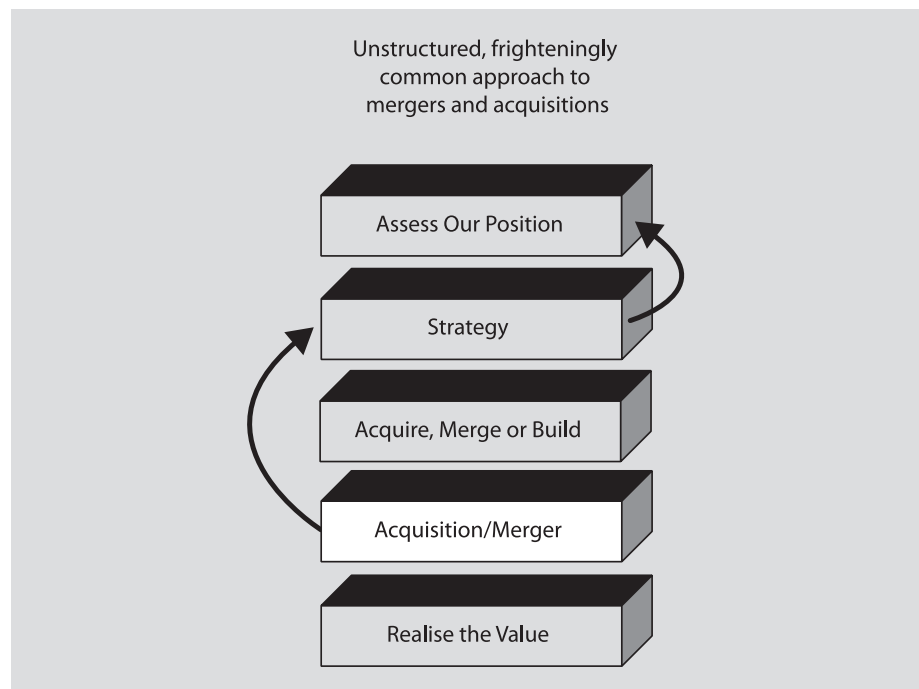 Unstructured, frighteningly
common approach to
mergers and acquisitions
Assess Our Position
Strategy
Acquire, Merge or Build
Acquisition/Merger
Realise the Value